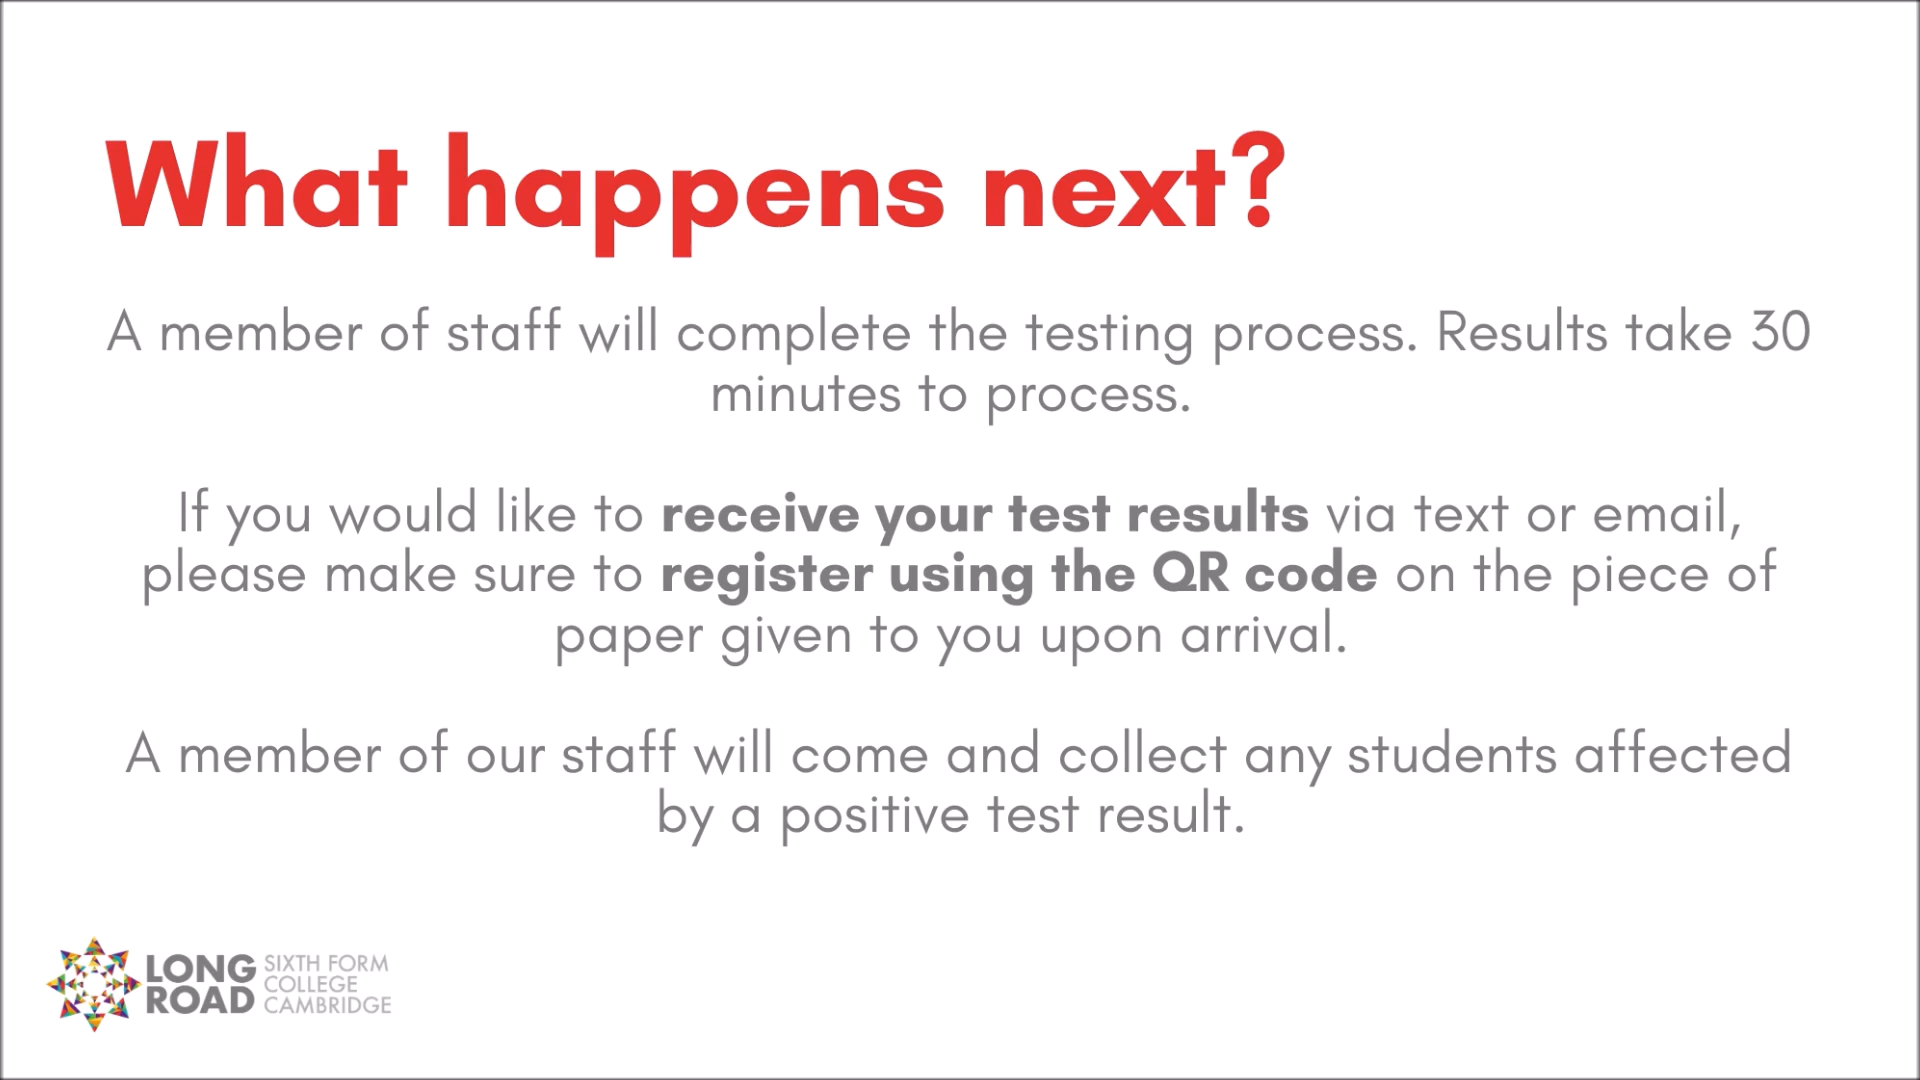 What happens next?
A member of staff will complete the testing process. Results take 30
minutes to process.
If you would like to receive your test results via text or email,
please make sure to register using the QR code on the piece of
paper given to you upon arrival.
A member of our staff will come and collect any students affected
by a positive test result.
LONG ROAD
SIXTH FORM
COLLEGE
CAMBRIDGE